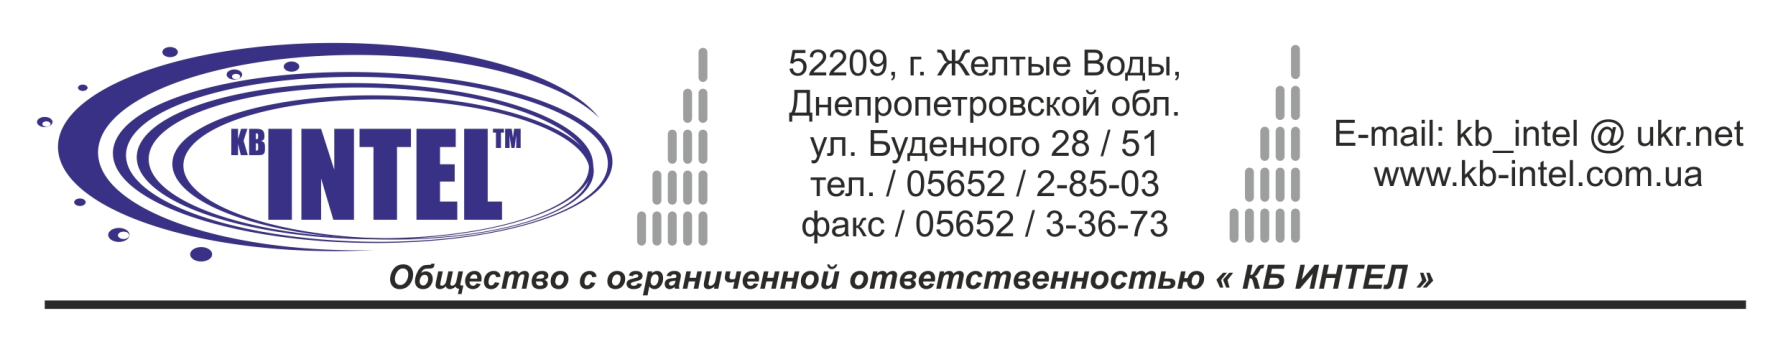 KB INTEL TM
52209, г. Желтые Воды,
Днепропетровской обл.
ул. Буденного 28 / 51
тел. / 05652 / 2-85-03
факс / 05652 / 3-36-73
E-mail: kb_intel @ ukr.net
www.kb-intel.com.ua
Общество с ограниченной ответственностью « КБ ИНТЕЛ »